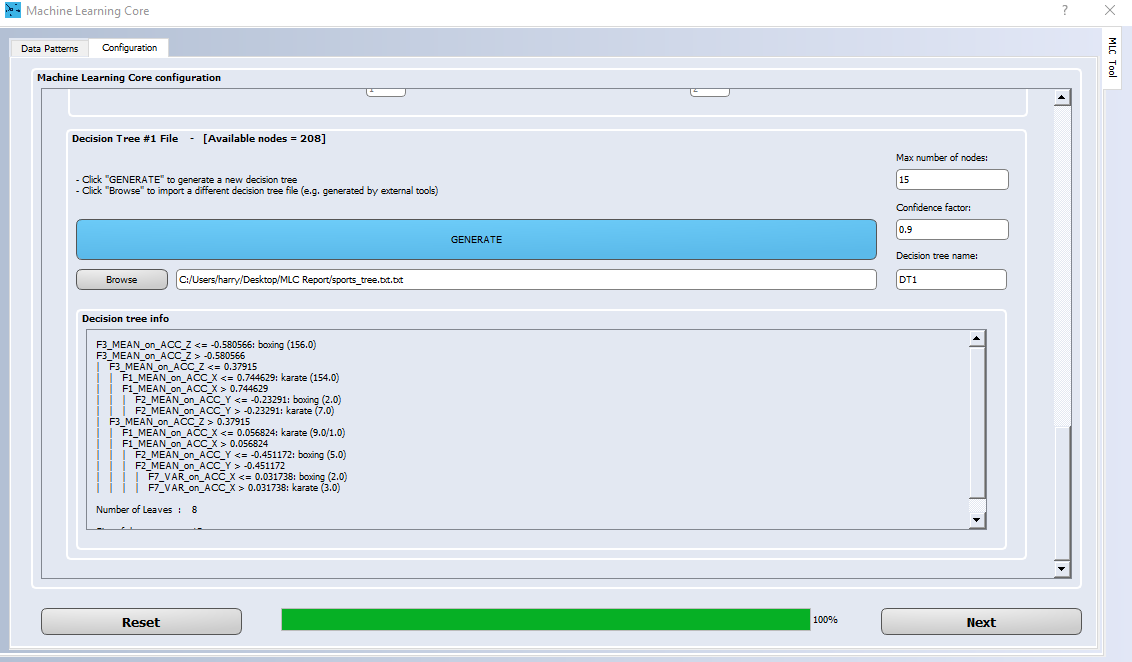 Machine Learning Core
?
MLC Tool
Data Patterns
Configuration
Machine Learning Core configuration
Decision Tree #1 File - [Available nodes = 208]
- Click "GENERATE" to generate a new decision tree
- Click "Browse" to import a different decision tree file (e.g. generated by external tools)
Max number of nodes:
15
Confidence factor:
0.9
GENERATE
Decision tree name:
Browse
C:/Users/harry/Desktop/MLC Report/sports_tree.txt.txt
DT1
Decision tree info
F3_MEAN_on_ACC_Z <= -0.580566: boxing (156.0)
F3_MEAN_on_ACC_Z > -0.580566
| F3_MEAN_on_ACC_Z <= 0.37915
| | F1_MEAN_on_ACC_X <= 0.744629: karate (154.0)
| | F1_MEAN_on_ACC_X > 0.744629
| | | F2_MEAN_on_ACC_Y <= -0.23291: boxing (2.0)
| | | F2_MEAN_on_ACC_Y > -0.23291: karate (7.0)
| F3_MEAN_on_ACC_Z > 0.37915
| | F1_MEAN_on_ACC_X <= 0.056824: karate (9.0/1.0)
| | F1_MEAN_on_ACC_X > 0.056824
| | | F2_MEAN_on_ACC_Y <= -0.451172: boxing (5.0)
| | | F2_MEAN_on_ACC_Y > -0.451172
| | | | F7_VAR_on_ACC_X <= 0.031738: boxing (2.0)
| | | | F7_VAR_on_ACC_X > 0.031738: karate (3.0)
Number of Leaves : 8
Reset
100%
Next